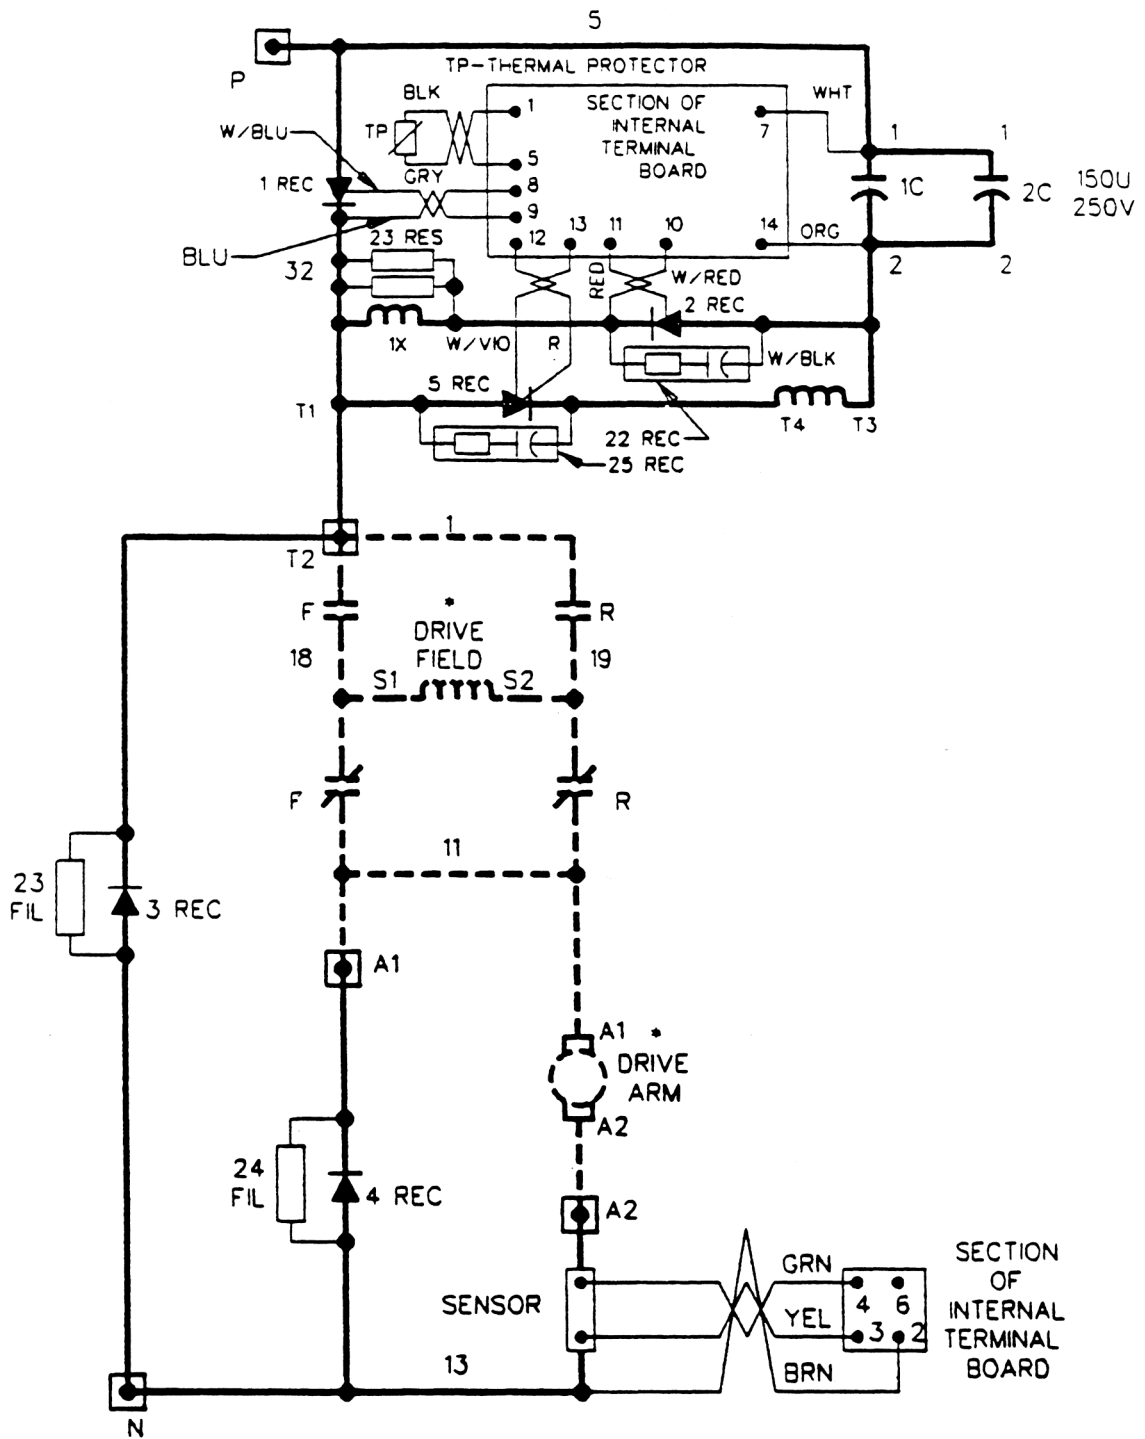 5
P
TP-THERMAL PROTECTOR
BLK
1
SECTION OF
INTERNAL
TERMINAL
BOARD
7
WHT
W/BLU
TP
5
GRY
1 REC
8
9
1
1
1C
2C
150U
250V
BLU
23 RES
12
13
11
10
14
ORG
32
RED
W/RED
2 REC
2
2
1X
W/VIO
R
W/BLK
5 REC
T1
T4
T3
22 REC
25 REC
1
T2
F
*
DRIVE
FIELD
R
18
19
S1
S2
F
R
11
23
FIL
3 REC
A1
A1
*
DRIVE
ARM
A2
24
FIL
4 REC
A2
SENSOR
GRN
4
6
YEL
3
2
BRN
SECTION
OF
INTERNAL
TERMINAL
BOARD
13
N